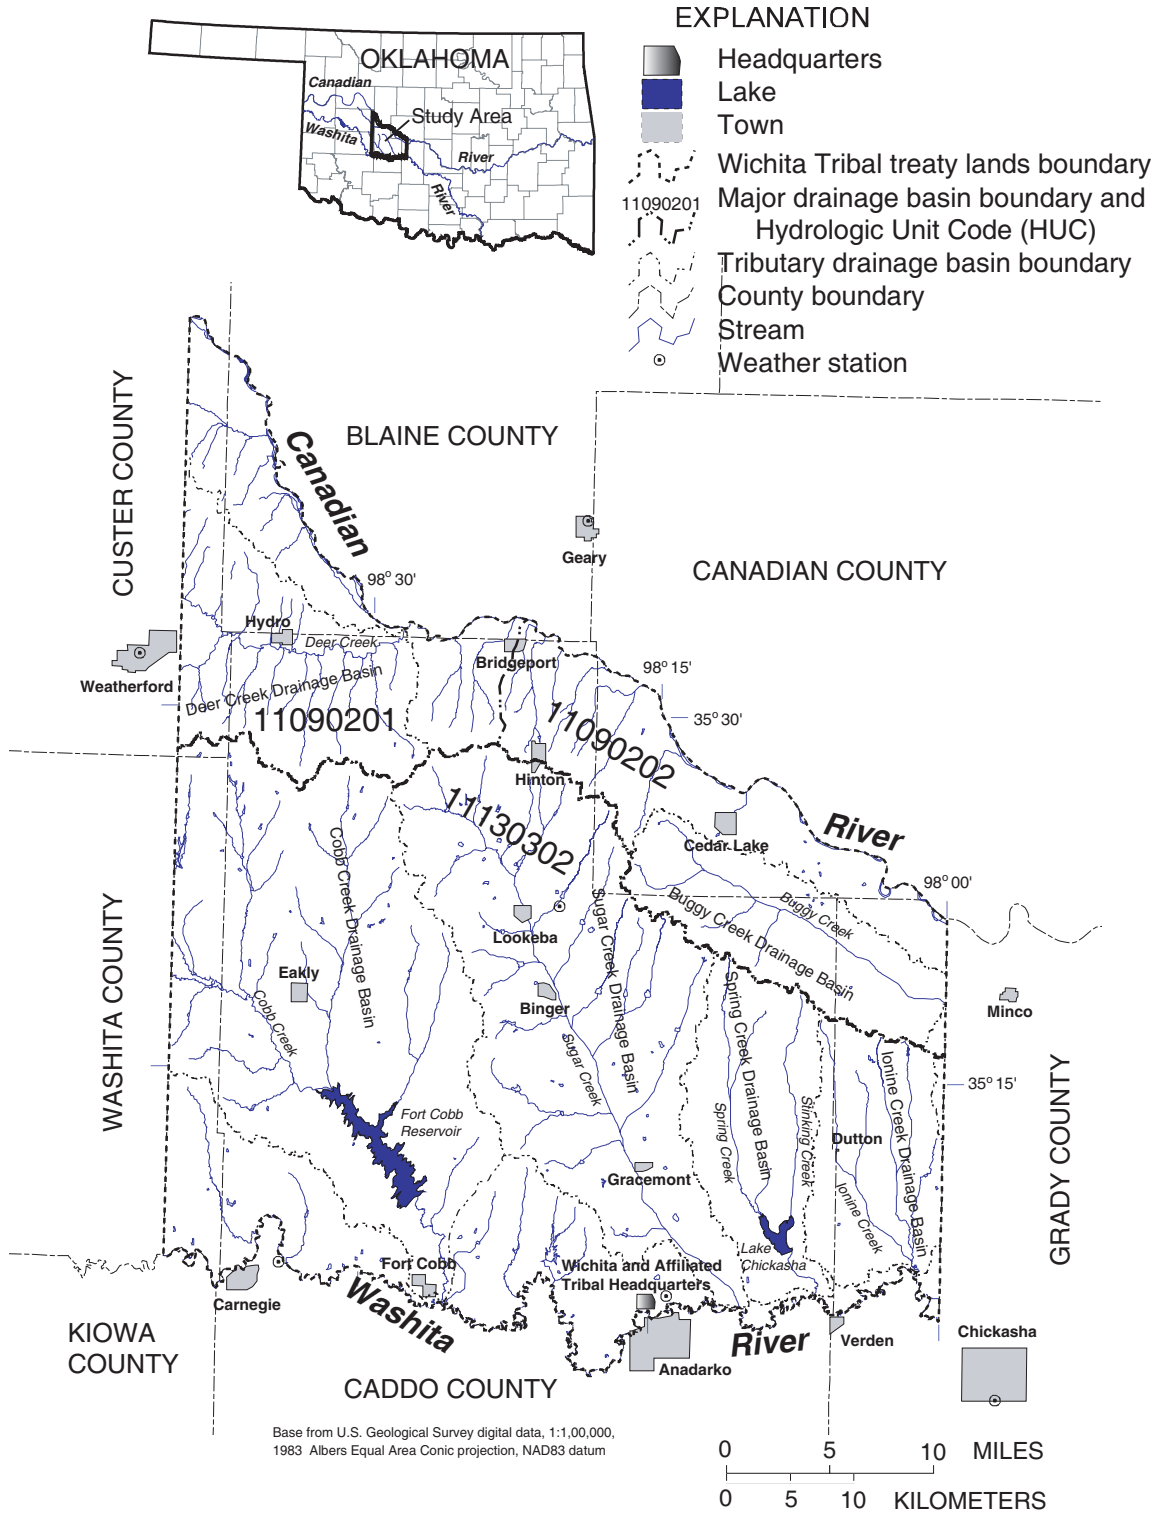 EXPLANATION
Headquarters
Lake
Town
Wichita Tribal treaty lands boundary
11090201
Major drainage basin boundary and
Hydrologic Unit Code (HUC)
Tributary drainage basin boundary
County boundary
Stream
Weather station
OKLAHOMA
Canadian
Study Area
Washita
River
River
CUSTER COUNTY
BLAINE COUNTY
Canadian
Geary
CANADIAN COUNTY
98° 30'
Hydro
Deer Creek
Bridgeport
98° 15'
Weatherford
Deer Creek Drainage Basin
11090201
35° 30'
11090202
Hinton
11130302
River
Cedar Lake
Cobb Creek Drainage Basin
98° 00'
Buggy Creek
Buggy Creek Drainage Basin
Sugar Creek Drainage Basin
Lookeba
WASHITA COUNTY
Eakly
Binger
Minco
Cobb Creek
Spring Creek Drainage Basin
Sugar Creek
Ionine Creek Drainage Basin
35° 15'
Fort Cobb
Reservoir
Spring Creek
Stinking Creek
Dutton
GRADY COUNTY
Gracemont
Ionine Creek
Lake
Chickasha
Fort Cobb
Wichita and Affiliated
Tribal Headquarters
Carnegie
Washita
River
Verden
Chickasha
KIOWA
COUNTY
Anadarko
CADDO COUNTY
Base from U.S. Geological Survey digital data, 1:1,00,000,
1983 Albers Equal Area Conic projection, NAD83 datum
0 5 10 MILES
0 5 10 KILOMETERS